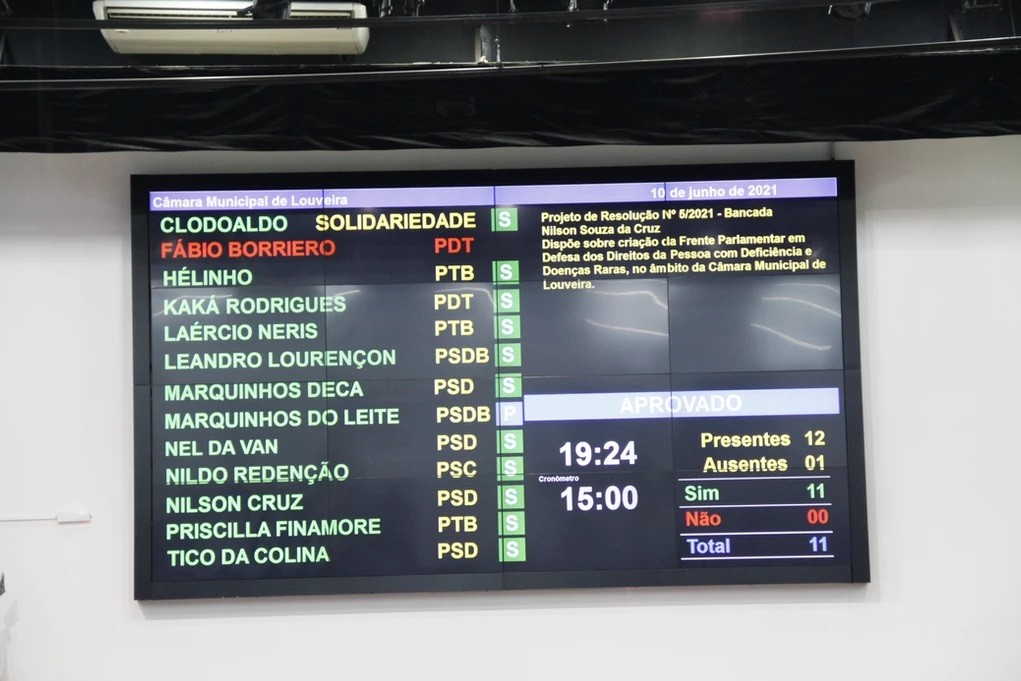 Câmara Municipal de Louveira 10 de junho de 2021
CLODOALDO SOLIDARIEDADE S
FÁBIO BORRIERO PDT
HÉLINHO PTB S
KAKÁ RODRIGUES PDT S
LAÉRCIO NERIS PTB S
LEANDRO LOURENÇON PSDB S
MARQUINHOS DECA PSD S
MARQUINHOS DO LEITE PSDB P
NEL DA VAN PSD S
NILDO REDENÇÃO PSC S
NILSON CRUZ PSD S
PRISCILLA FINAMORE PTB S
TICO DA COLINA PSD S
Projeto de Resolução Nº 5/2021 - Bancada
Nilson Souza da Cruz
Dispõe sobre criação da Frente Parlamentar em
Defesa dos Direitos da Pessoa com Deficiência e
Doenças Raras, no âmbito da Câmara Municipal de
Louveira.
APROVADO
19:24
Cronômetro
15:00
Presentes 12
Ausentes 01
Sim 11
Não 00
Total 11